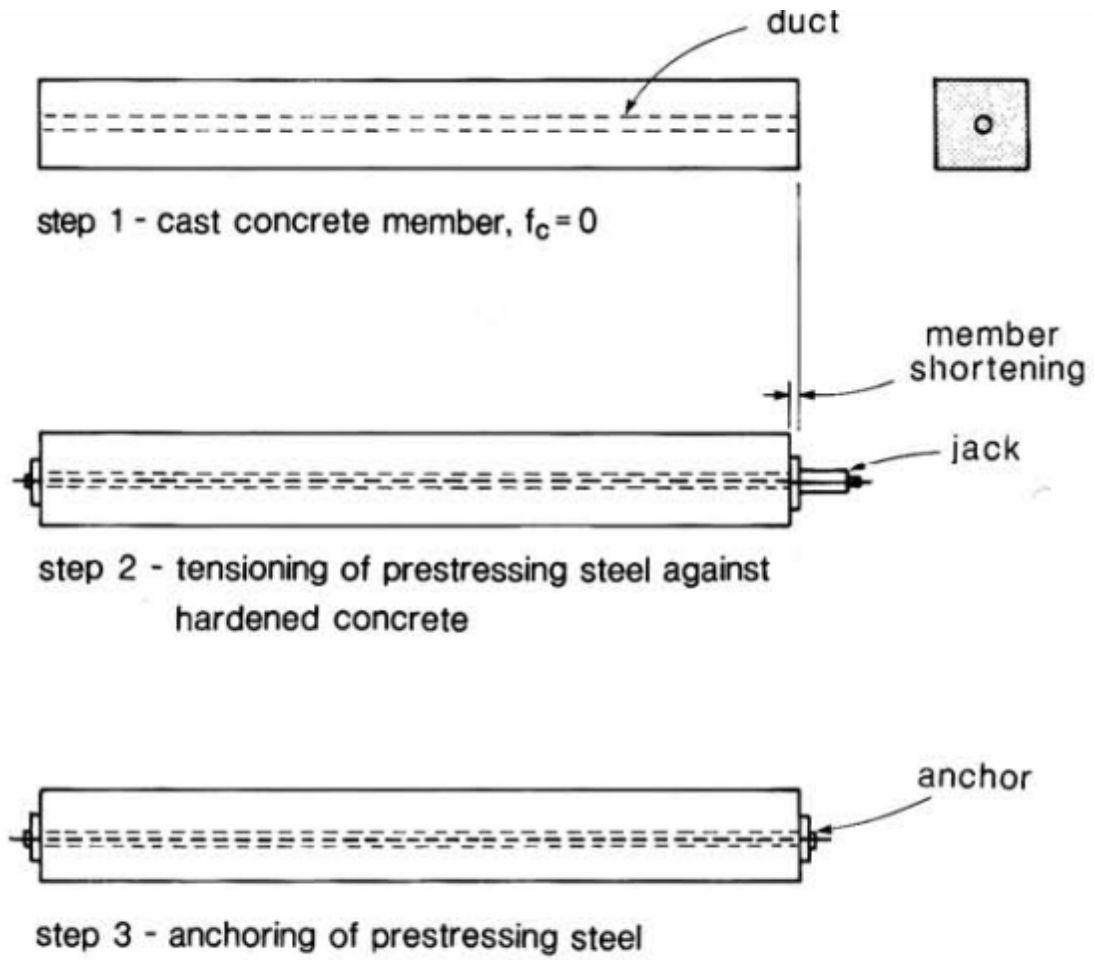 duct
step 1 - cast concrete member, fc = 0
member
shortening
jack
step 2 - tensioning of prestressing steel against
hardened concrete
anchor
step 3 - anchoring of prestressing steel